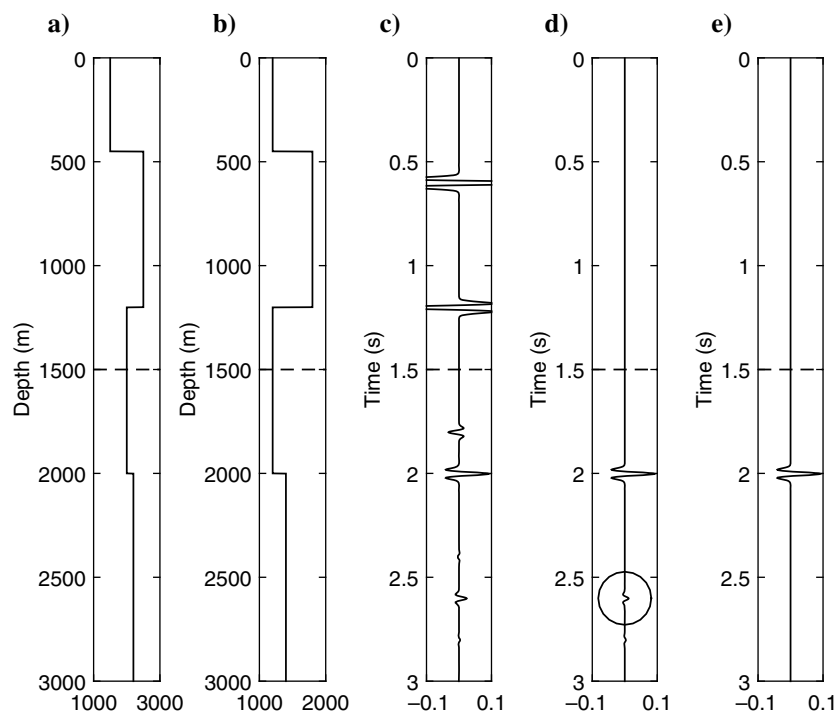 a) b) c) d) e)
0 0 0 0 0
500 500 0.5 0.5 0.5
1000 1000 1 1 1
Depth (m) Depth (m) Time (s) Time (s) Time (s)
1500 1500 1.5 1.5 1.5
2000 2000 2 2 2
2500 2500 2.5 2.5 2.5
3000 3000 3 3 3
1000 3000 1000 2000 −0.1 0.1 −0.1 0.1 −0.1 0.1